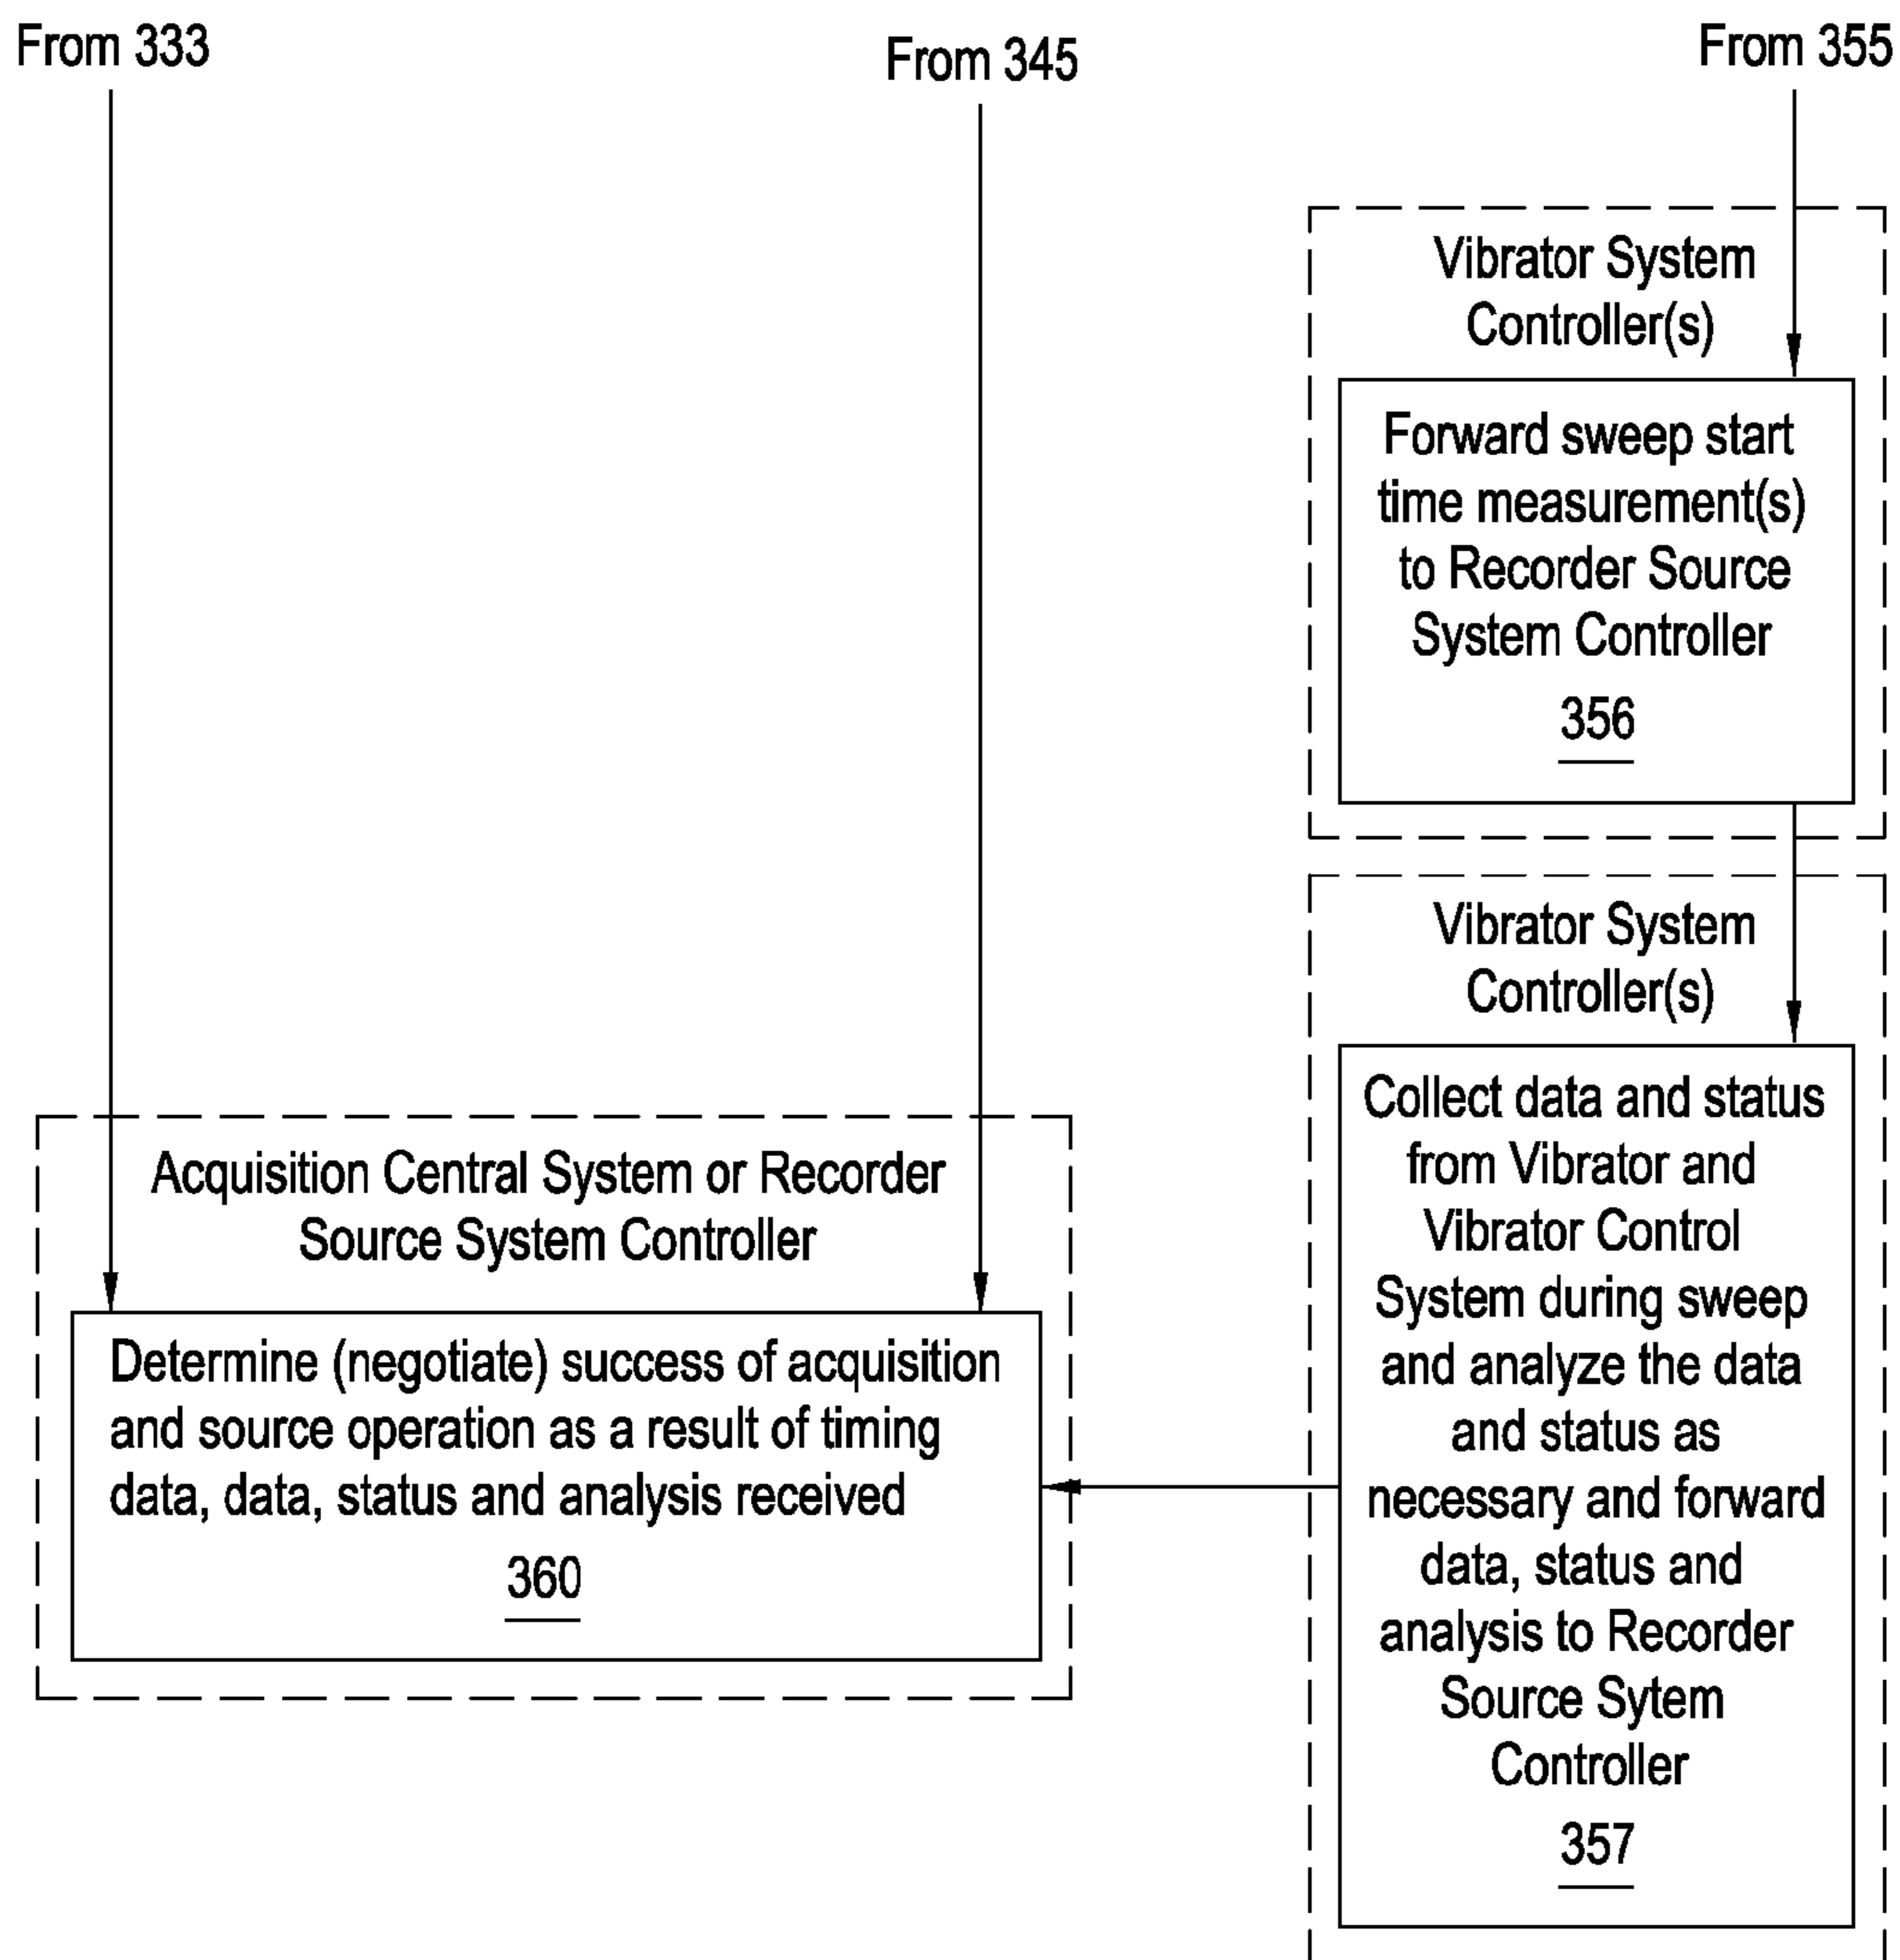 From 333
From 345
From 355
Vibrator System
Controller(s)
Forward sweep start
time measurement(s)
to Recorder Source
System Controller
356
Vibrator System
Controller(s)
Collect data and status
from Vibrator and
Vibrator Control
System during sweep
and analyze the data
and status as
necessary and forward
data, status and
analysis to Recorder
Source Sytem
Controller
357
Acquisition Central System or Recorder
Source System Controller
Determine (negotiate) success of acquisition
and source operation as a result of timing
data, data, status and analysis received
360